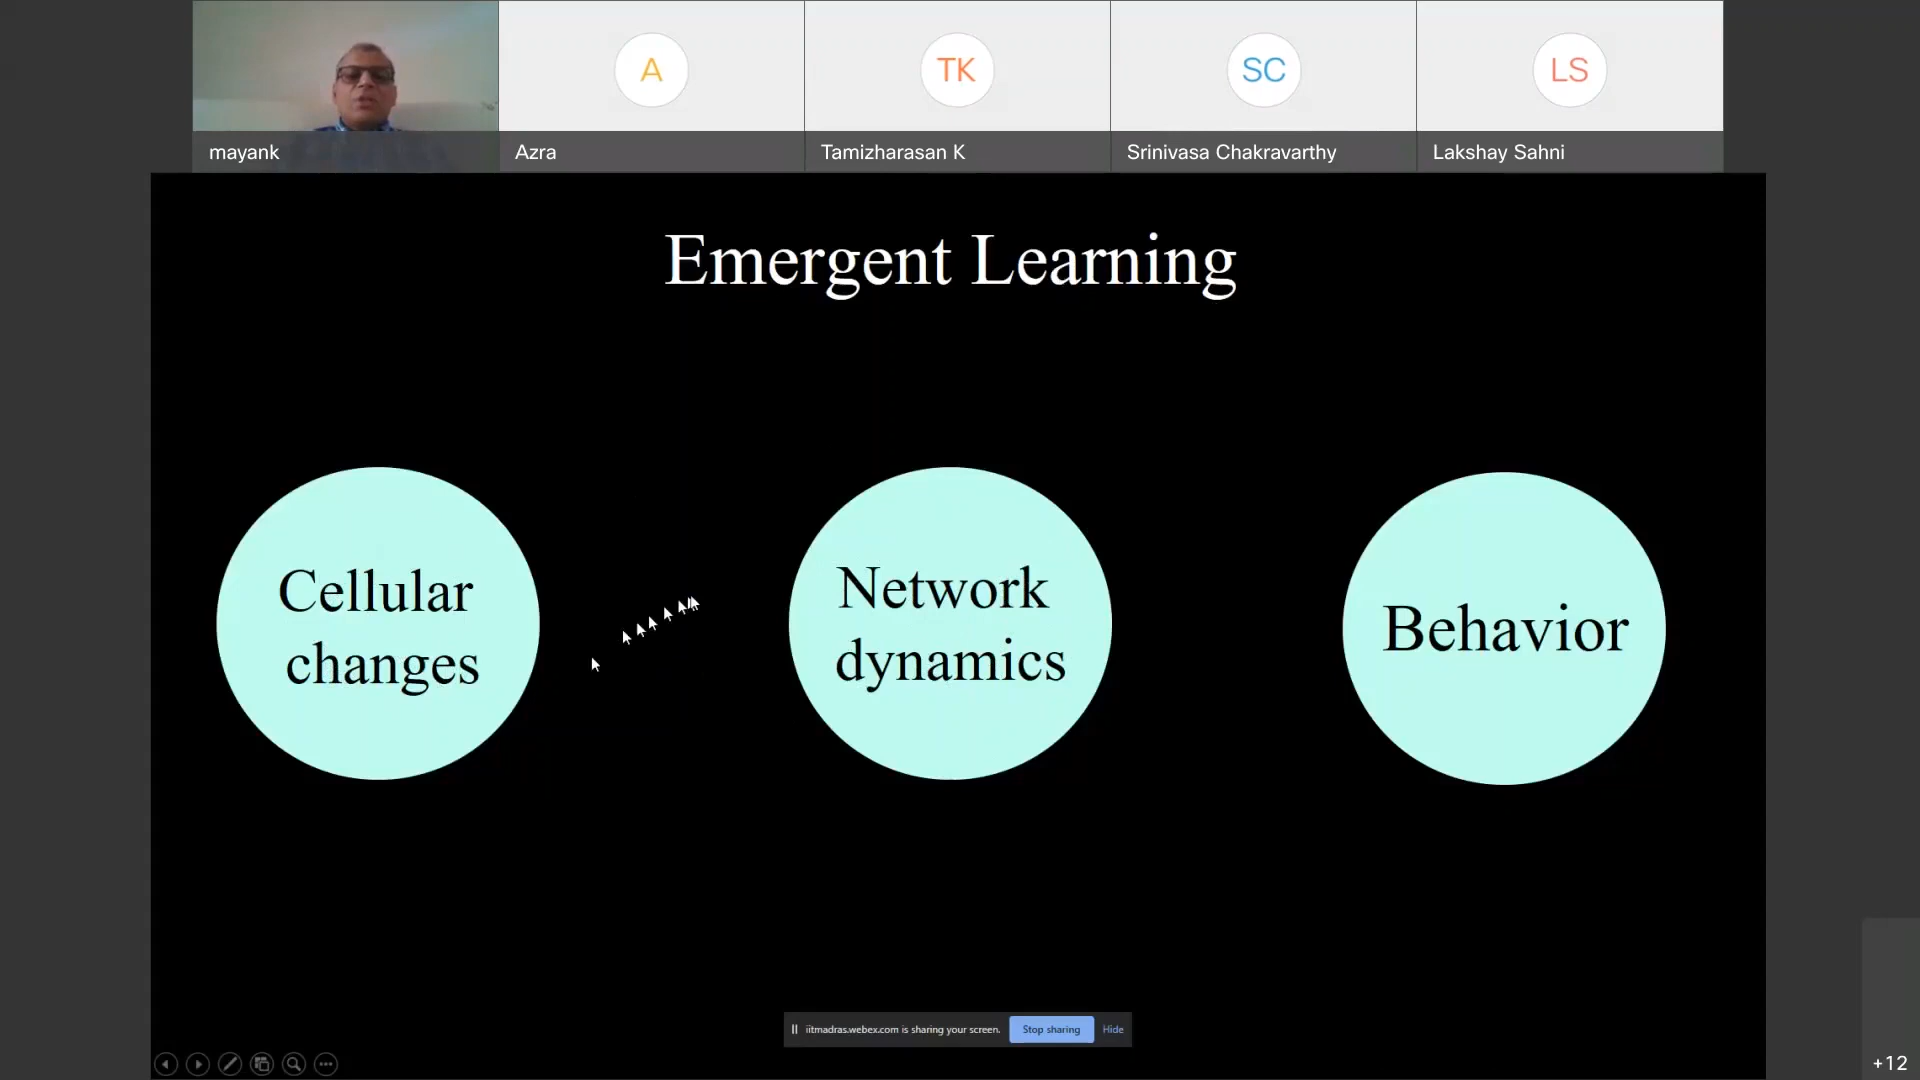 A
TK
SC
LS
mayank
Azra
Tamizharasan K
Srinivasa Chakravarthy
Lakshay Sahni
Emergent Learning
Cellular
changes
Network
dynamics
Behavior
iitmadras.webex.com is sharing your screen.
Stop sharing
Hide
+12